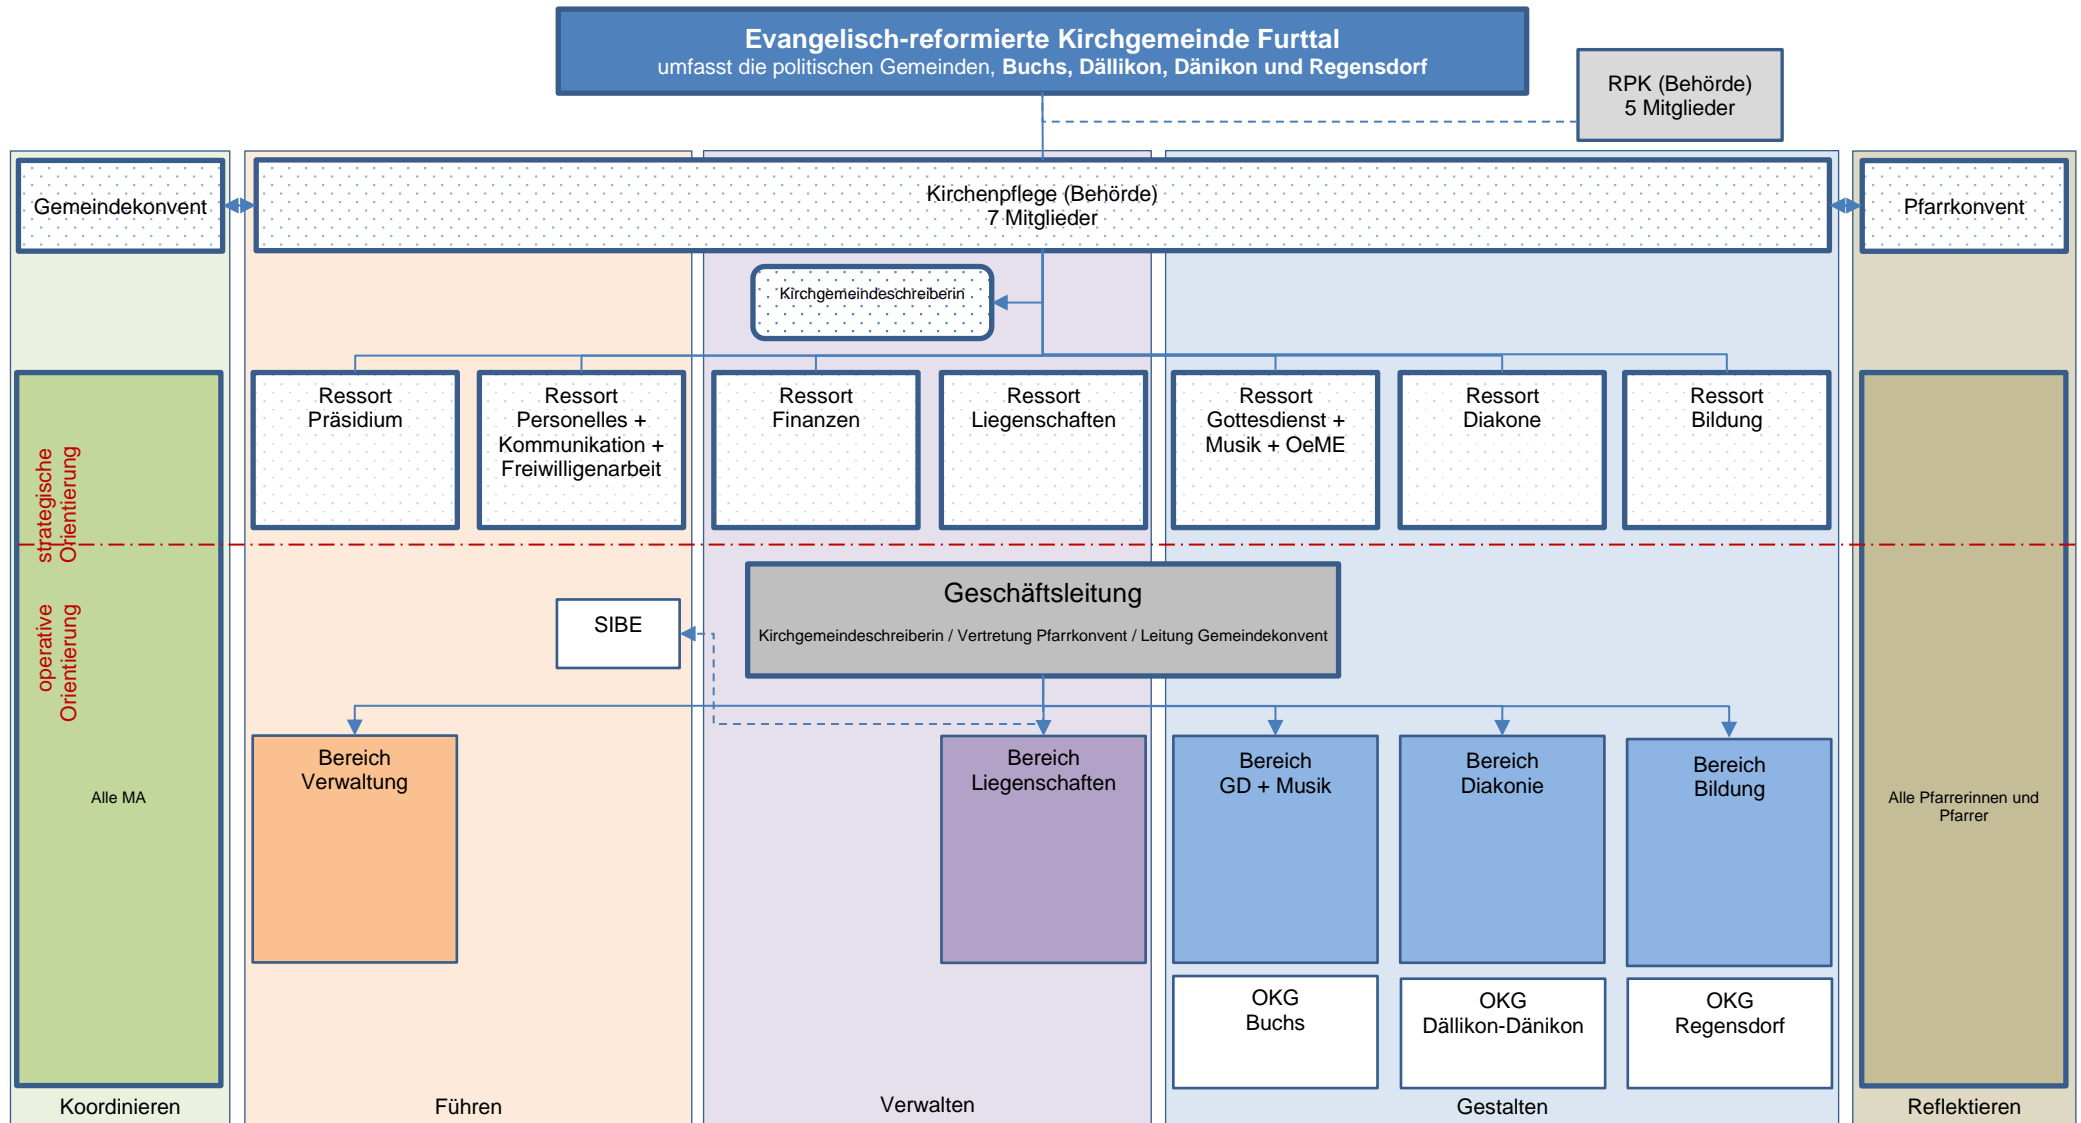 Evangelisch-reformierte Kirchgemeinde Furttal
umfasst die politischen Gemeinden, Buchs, Dällikon, Dänikon und Regensdorf
RPK (Behörde)
5 Mitglieder
Gemeindekonvent
Kirchenpflege (Behörde)
7 Mitglieder
Pfarrkonvent
Kirchgemeindeschreiberin
Ressort
Präsidium
Ressort
Personelles +
Kommunikation +
Freiwilligenarbeit
Ressort
Finanzen
Ressort
Liegenschaften
Ressort
Gottesdienst +
Musik + OeME
Ressort
Diakone
Ressort
Bildung
strategische
Orientierung
operative
Orientierung
Geschäftsleitung
Kirchgemeindeschreiberin / Vertretung Pfarrkonvent / Leitung Gemeindekonvent
SIBE
Bereich
Verwaltung
Bereich
Liegenschaften
Bereich
GD + Musik
Bereich
Diakonie
Bereich
Bildung
Alle MA
Alle Pfarrerinnen und
Pfarrer
OKG
Buchs
OKG
Dällikon-Dänikon
OKG
Regensdorf
Koordinieren
Führen
Verwalten
Gestalten
Reflektieren